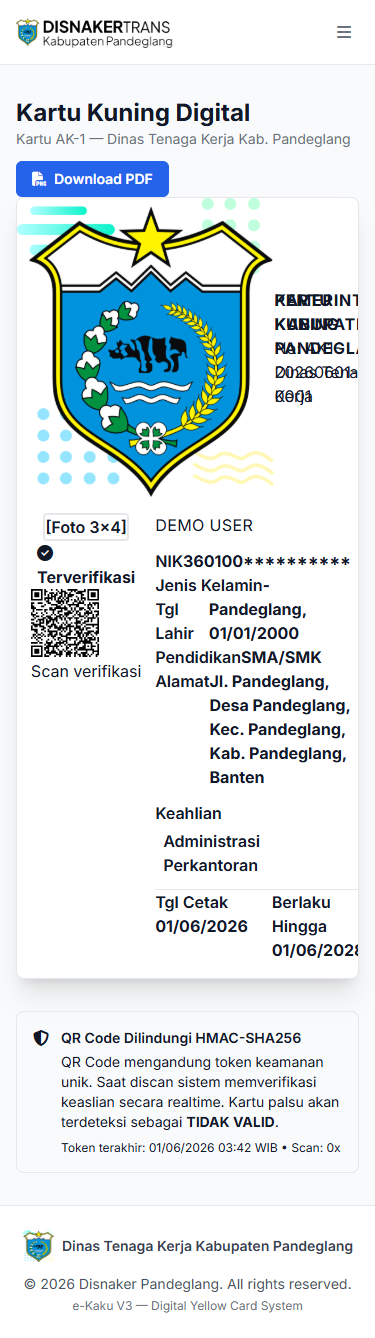 DISNAKERTRANS
Kabupaten Pandeglang
Kartu Kuning Digital
Kartu AK-1 — Dinas Tenaga Kerja Kab. Pandeglang
Download PDF
[Foto 3×4]
Terverifikasi
Scan verifikasi
DEMO USER
NIK360100**********
Jenis Kelamin-
Tgl Lahir Pandeglang, 01/01/2000
PendidikanSMA/SMK
AlamatJl. Pandeglang,
Desa Pandeglang,
Kec. Pandeglang,
Kab. Pandeglang,
Banten
Keahlian
Administrasi
Perkantoran
Tgl Cetak
01/06/2026
Berlaku
Hingga
01/06/2028
QR Code Dilindungi HMAC-SHA256
QR Code mengandung token keamanan
unik. Saat discan sistem memverifikasi
keaslian secara realtime. Kartu palsu akan
terdeteksi sebagai TIDAK VALID.
Token terakhir: 01/06/2026 03:42 WIB • Scan: 0x
Dinas Tenaga Kerja Kabupaten Pandeglang
© 2026 Disnaker Pandeglang. All rights reserved.
e-Kaku V3 — Digital Yellow Card System